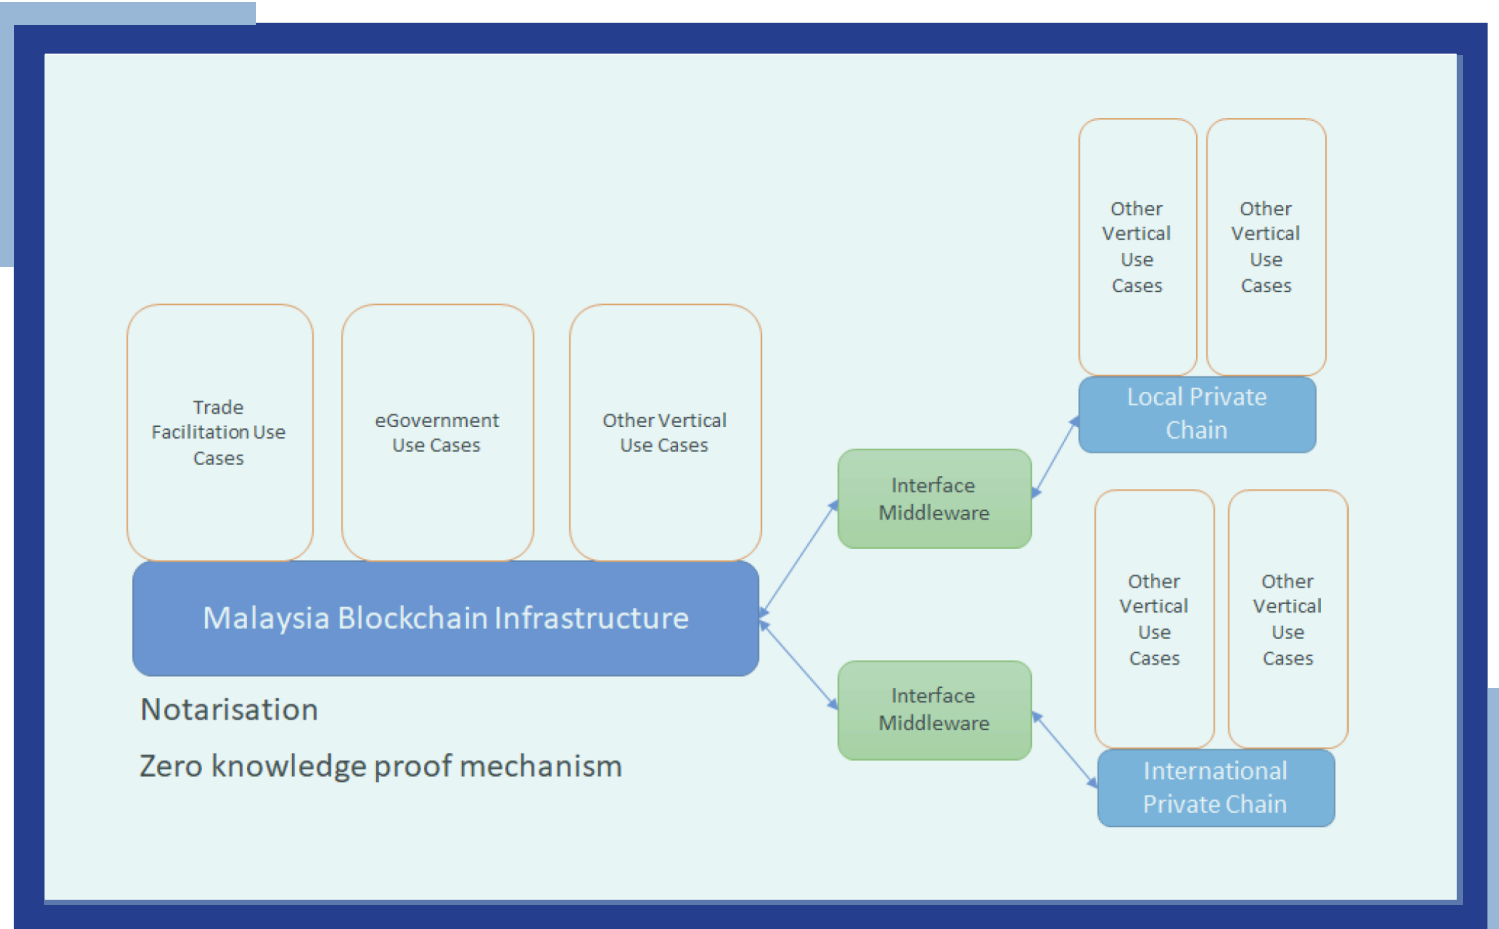 Other
Vertical
Use
Cases
Other
Vertical
Use
Cases
Local Private
Chain
Trade
Facilitation Use
Cases
eGovernment
Use Cases
Other Vertical
Use Cases
Interface
Middleware
Malaysia Blockchain Infrastructure
Notarisation
Zero knowledge proof mechanism
Interface
Middleware
Other
Vertical
Use
Cases
Other
Vertical
Use
Cases
International
Private Chain